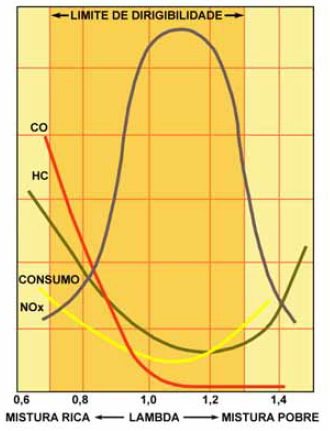 LIMITE DE DIRIGIBILIDADE
CO
HC
CONSUMO
NOx
0,6 0,8 1,0 1,2 1,4
MISTURA RICA ← LAMBDA → MISTURA POBRE